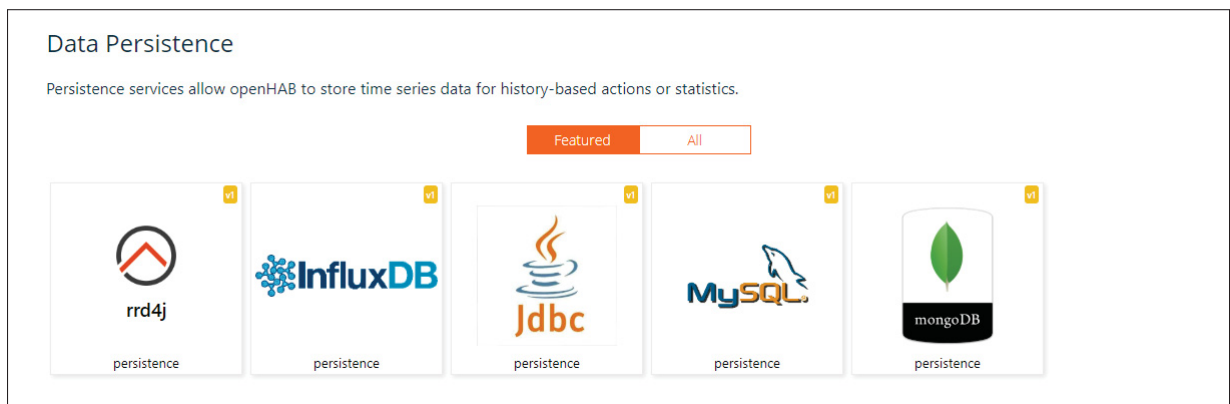 Data Persistence
Persistence services allow openHAB to store time series data for history-based actions or statistics.
Featured All
v1 v1 v1 v1 v1
rrd4j InfluxDB Jdbc MySQL. mongoDB
persistence persistence persistence persistence persistence